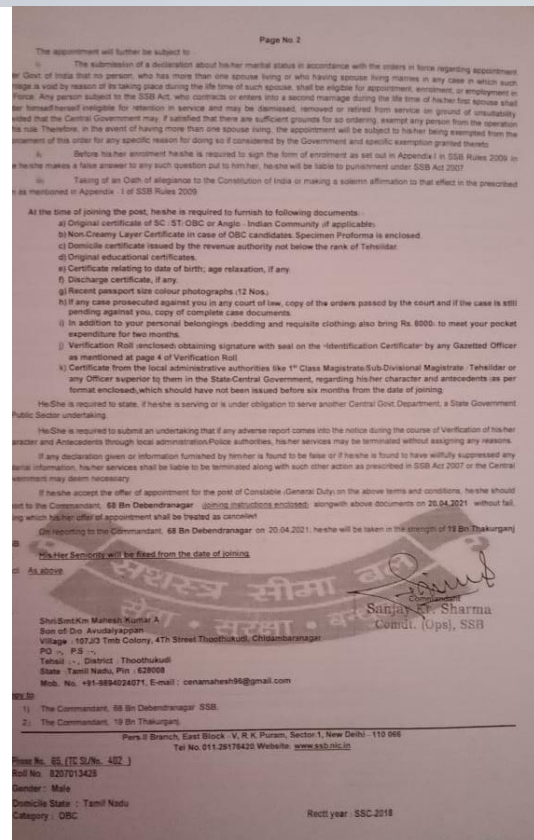 Page No. 2
The appointment will further be subject to :-
i. The submission of a declaration about his/her marital status in accordance with the orders in force regarding appointment
er Govt. of India that no person, who has more than one spouse living or who having spouse living marries in any case in which such
riage is void by reason of its taking place during the life time of such spouse, shall be eligible for appointment, enrolment, or employment in
Force. Any person subject to the SSB Act, who contracts or enters into a second marriage during the life time of his/her first spouse shall
er himself/herself ineligible for retention in service and may be dismissed, removed or retired from service on ground of unsuitability
ided that the Central Government may, if satisfied that there are sufficient grounds for so ordering, exempt any person from the operation
his rule. Therefore, in the event of having more than one spouse living, the appointment will be subject to his/her being exempted from the
rcement of this order for any specific reason for doing so if considered by the Government and specific exemption granted thereto.
ii. Before his/her enrolment he/she is required to sign the form of enrolment as set out in Appendix-I in SSB Rules 2009 in
he/she makes a false answer to any such question put to him/her, he/she will be liable to punishment under SSB Act 2007
iii. Taking of an Oath of allegiance to the Constitution of India or making a solemn affirmation to that effect in the prescribed
n as mentioned in Appendix - I of SSB Rules 2009.
At the time of joining the post, he/she is required to furnish to following documents:
a) Original certificate of SC / ST/ OBC or Anglo - Indian Community (if applicable)
b) Non Creamy Layer Certificate in case of OBC candidates. Specimen Proforma is enclosed.
c) Domicile certificate issued by the revenue authority not below the rank of Tehsildar.
d) Original educational certificates.
e) Certificate relating to date of birth; age relaxation, if any.
f) Discharge certificate, if any.
g) Recent passport size colour photographs (12 Nos.)
h) If any case prosecuted against you in any court of law, copy of the orders passed by the court and if the case is still
pending against you, copy of complete case documents.
i) In addition to your personal belongings (bedding and requisite clothing) also bring Rs. 8000/- to meet your pocket
expenditure for two months.
j) Verification Roll (enclosed) obtaining signature with seal on the "Identification Certificate" by any Gazetted Officer
as mentioned at page 4 of Verification Roll.
k) Certificate from the local administrative authorities like 1st Class Magistrate/Sub-Divisional Magistrate / Tehsildar or
any Officer superior to them in the State/Central Government, regarding his/her character and antecedents (as per
format enclosed), which should have not been issued before six months from the date of joining.
He/She is required to state, if he/she is serving or is under obligation to serve another Central Govt. Department, a State Government
Public Sector undertaking.
He/She is required to submit an undertaking that if any adverse report comes into the notice during the course of Verification of his/her
aracter and Antecedents through local administration/Police authorities, his/her services may be terminated without assigning any reasons.
If any declaration given or information furnished by him/her is found to be false or if he/she is found to have willfully suppressed any
terial information, his/her services shall be liable to be terminated along with such other action as prescribed in SSB Act 2007 or the Central
vernment may deem necessary.
If he/she accept the offer of appointment for the post of Constable (General Duty) on the above terms and conditions, he/she should
ort to the Commandant, 68 Bn Debendranagar (joining instructions enclosed) alongwith above documents on 20.04.2021 without fail,
ing which his/her offer of appointment shall be treated as cancelled.
On reporting to the Commandant, 68 Bn Debendranagar on 20.04.2021; he/she will be taken in the strength of 19 Bn Thakurganj
B
His/Her Seniority will be fixed from the date of joining.
cl: As above
सशस्त्र सीमा बल
सेवा • सुरक्षा •
Commandant
Sanjay Kr. Sharma
Comdt. (Ops), SSB
Shri/Smt/Km Mahesh Kumar A
Son of/ D/o Avudaiyappan
Village : 107J/3 Tmb Colony, 4Th Street Thoothukudi, Chidambaranagar
PO :-, P.S :-,
Tehsil : -, District : Thoothukudi
State : Tamil Nadu, Pin : 628008
Mob. No. +91-9894024071, E-mail : cenamahesh96@gmail.com
opy to
1) The Commandant, 68 Bn Debendranagar SSB.
2) The Commandant, 19 Bn Thakurganj.
Pers-II Branch, East Block - V, R.K. Puram, Sector-1, New Delhi - 110 066
Tel No. 011-26176420 Website: www.ssb.nic.in
Phase No. 65, (TC SL/No. 402 )
Roll No. 8207013426
Gender : Male
Domicile State : Tamil Nadu
Category : OBC
Rectt year : SSC-2018